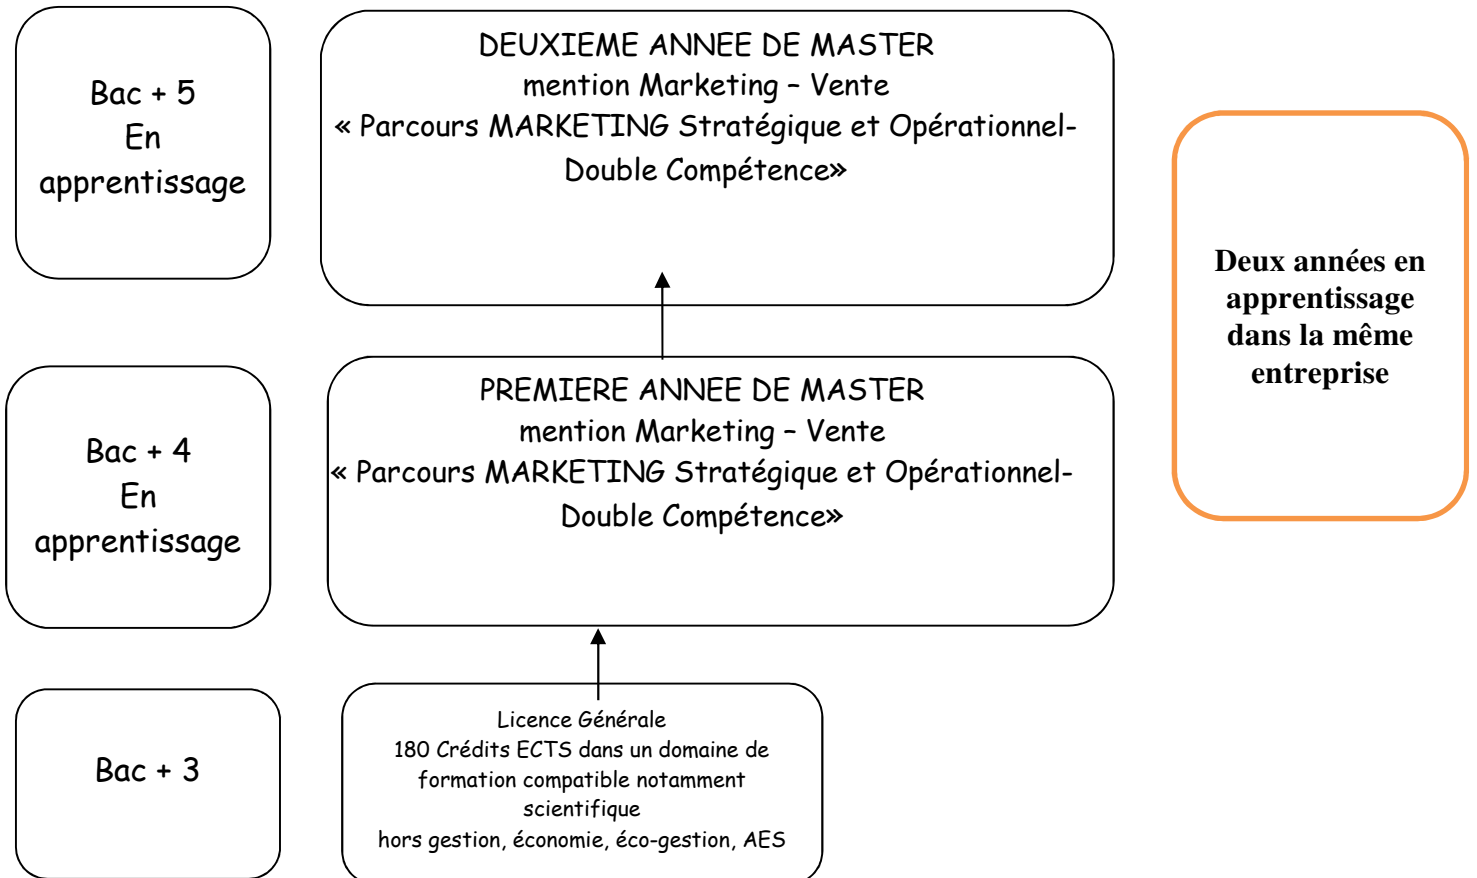 Bac + 5
En
apprentissage
DEUXIEME ANNEE DE MASTER
mention Marketing – Vente
« Parcours MARKETING Stratégique et Opérationnel-
Double Compétence»
Deux années en
apprentissage
dans la même
entreprise
Bac + 4
En
apprentissage
PREMIERE ANNEE DE MASTER
mention Marketing – Vente
« Parcours MARKETING Stratégique et Opérationnel-
Double Compétence»
Bac + 3
Licence Générale
180 Crédits ECTS dans un domaine de
formation compatible notamment
scientifique
hors gestion, économie, éco-gestion, AES